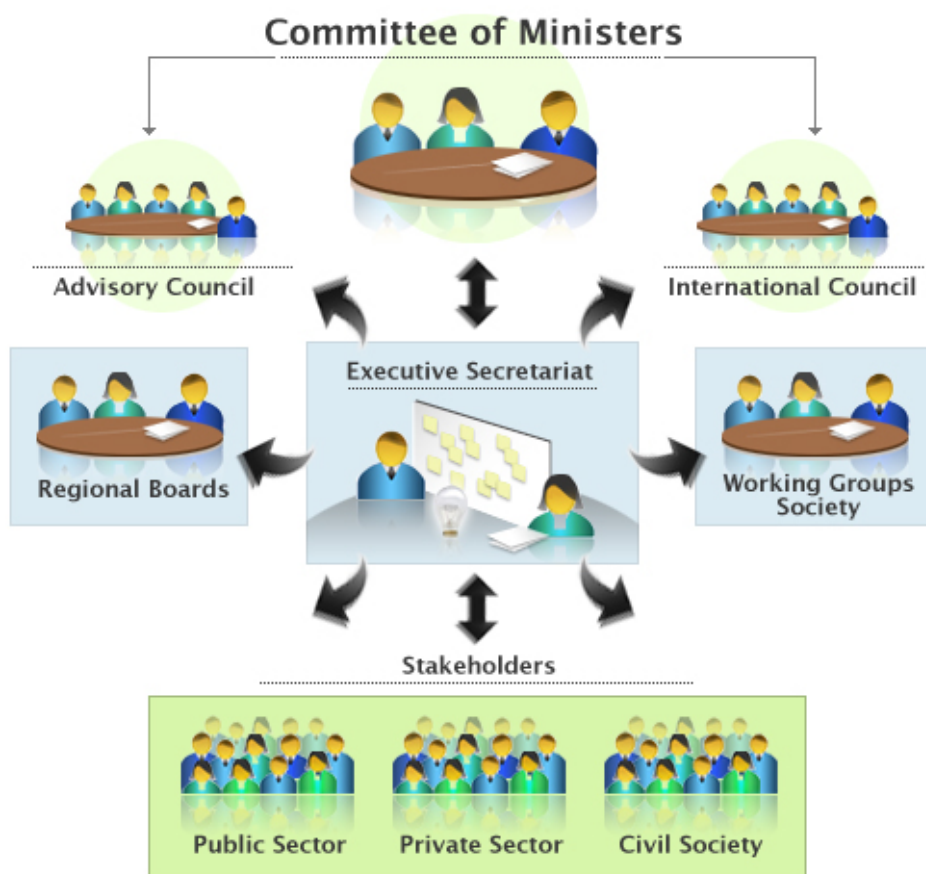 Committee of Ministers
Advisory Council
International Council
Executive Secretariat
Regional Boards
Working Groups
Society
Stakeholders
Public Sector
Private Sector
Civil Society